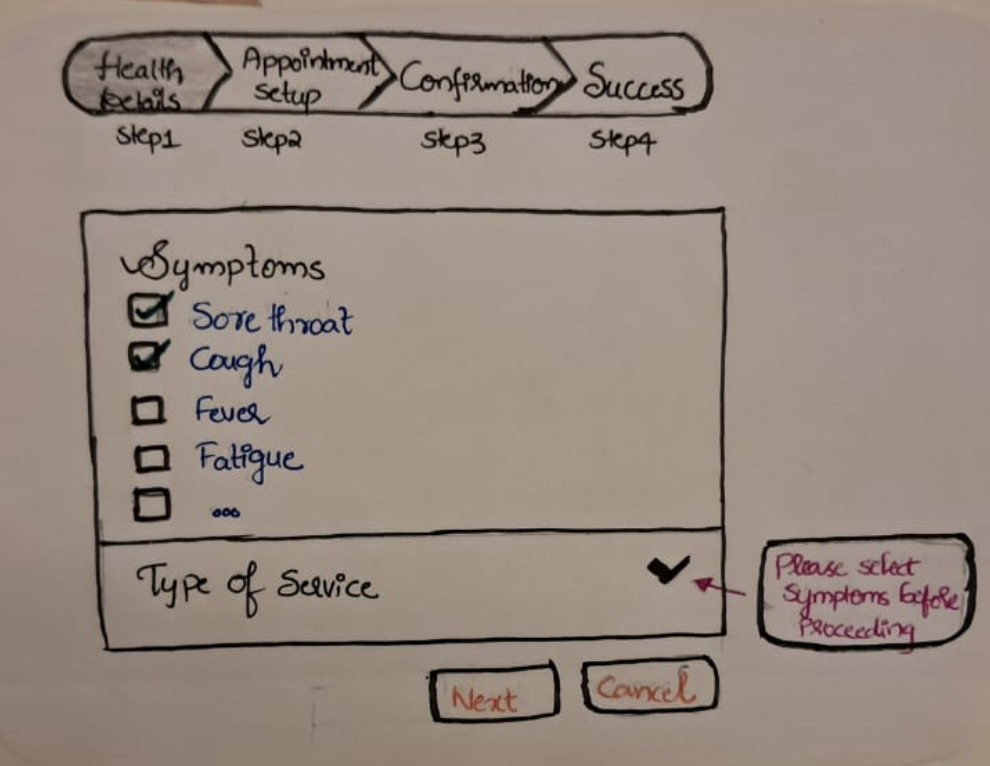 Health
Details
Appointment
setup
Confirmation
Success
Step1
Step2
Step3
Step4
Symptoms
Sore throat
Cough
Fever
Fatigue
...
Type of Service
Please select
Symptoms before
Proceeding
Next
Cancel